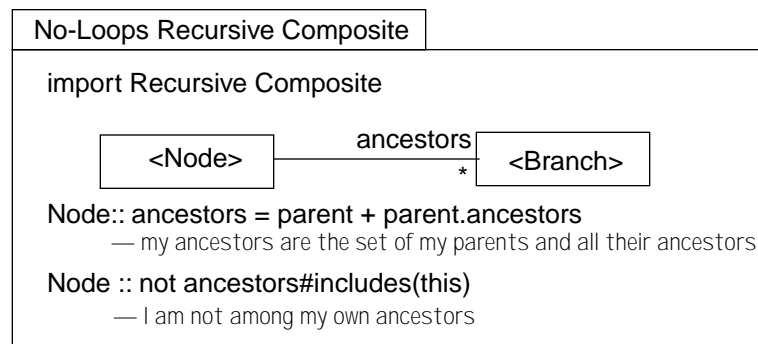 No-Loops Recursive Composite
import Recursive Composite
ancestors
<Node>
*
<Branch>
Node:: ancestors = parent + parent.ancestors
— my ancestors are the set of my parents and all their ancestors
Node :: not ancestors#includes(this)
— I am not among my own ancestors